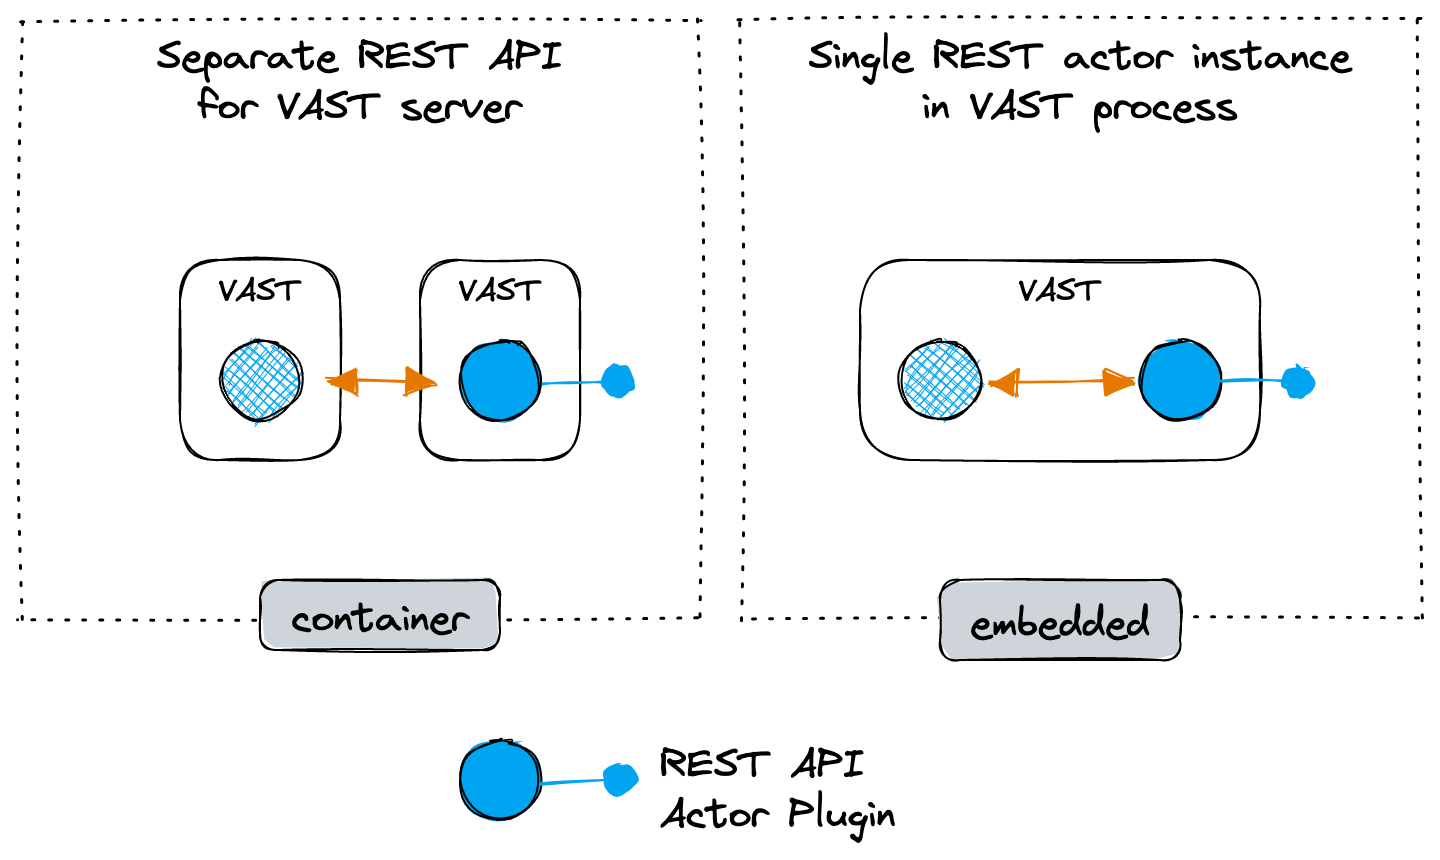 Separate REST API
for VAST server
VAST
VAST
container
Single REST actor instance
in VAST process
VAST
embedded
REST API
Actor Plugin